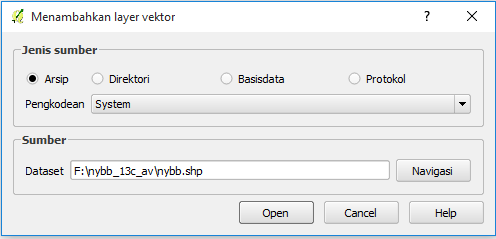 Menambahkan layer vektor
Jenis sumber
Arsip Direktori Basisdata Protokol
Pengkodean System
Sumber
Dataset F:\nybb_13c_av\nybb.shp Navigasi
Open Cancel Help